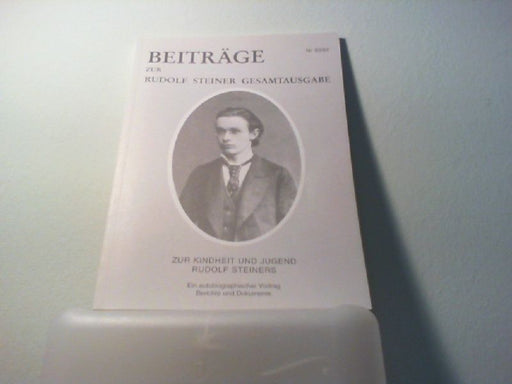 BEITRÄGE
ZUR
RUDOLF STEINER GESAMTAUSGABE
ZUR KINDHEIT UND JUGEND
RUDOLF STEINERS
Ein autobiographischer Vortrag
Berichte und Dokumente